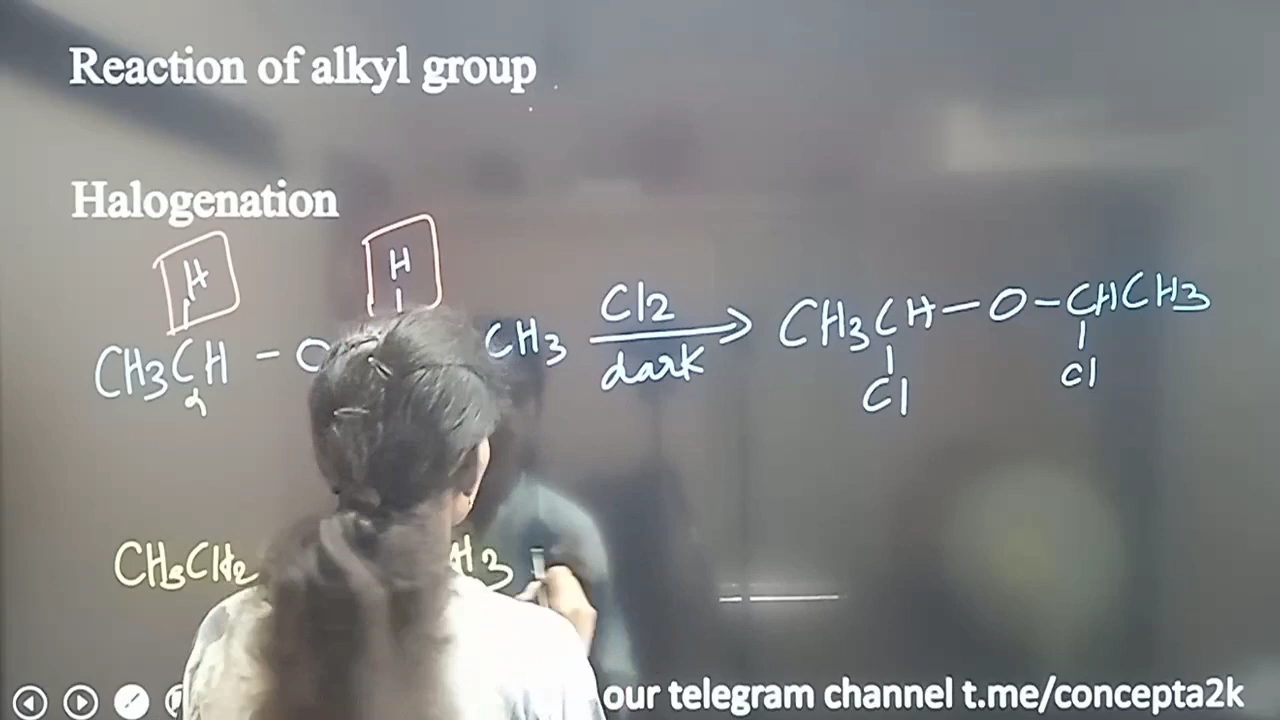 Reaction of alkyl group
Halogenation
H H
CH3CH - O CH3 Cl2 dark → CH3CH - O - CHCH3
α Cl Cl
CH3CH2 H3
our telegram channel t.me/concepta2k